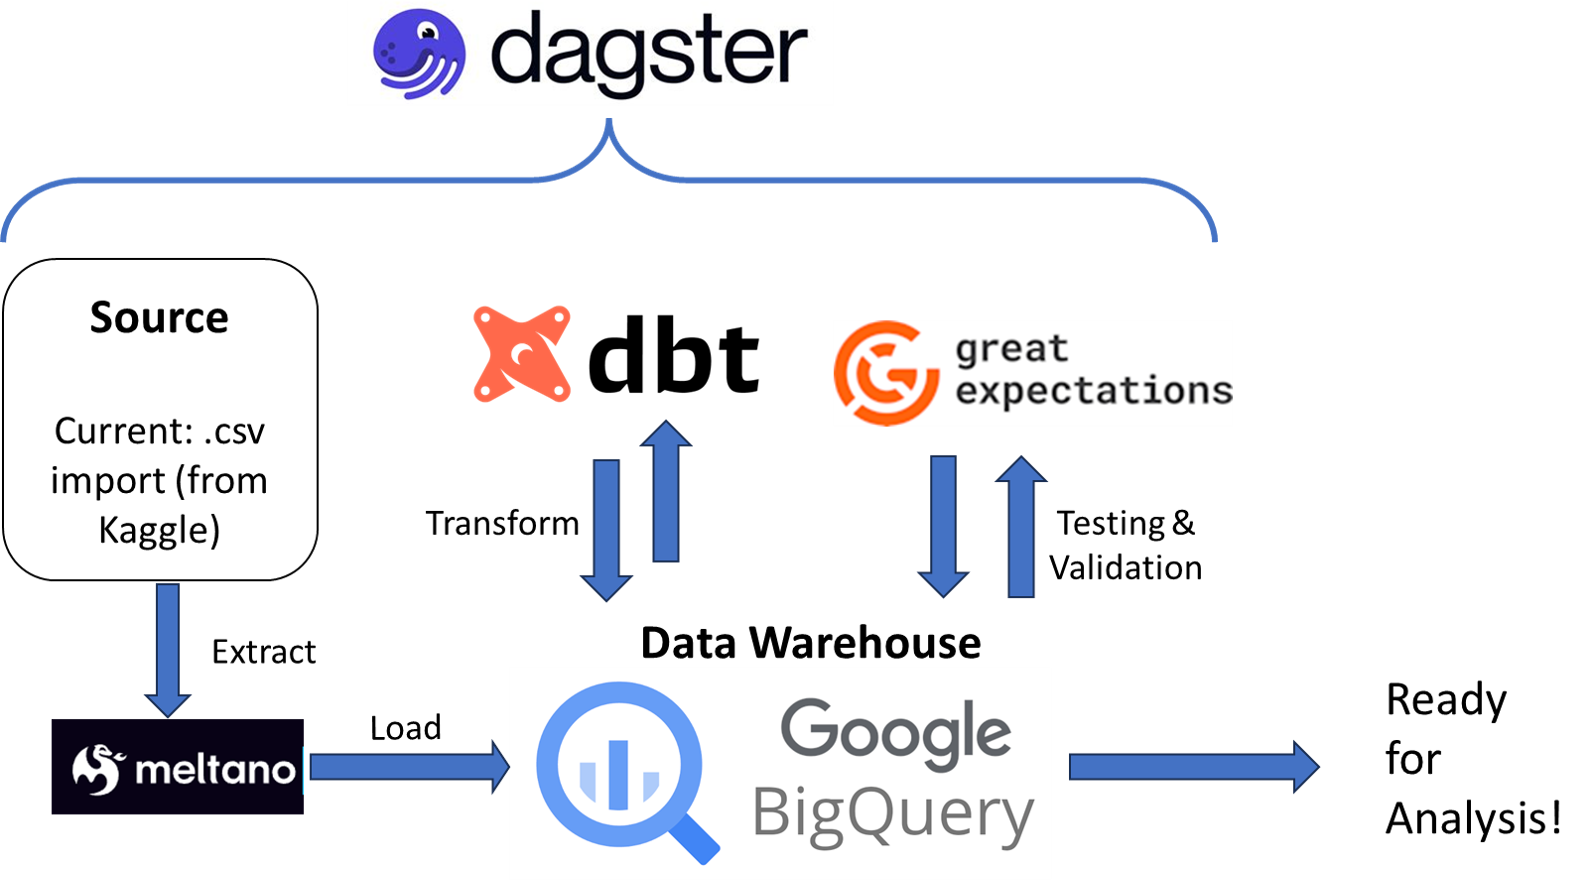 dagster
Source
Current: .csv
import (from
Kaggle)
dbt
great
expectations
Transform
Testing &
Validation
Extract
Data Warehouse
meltano
Load
Google
BigQuery
Ready
for
Analysis!